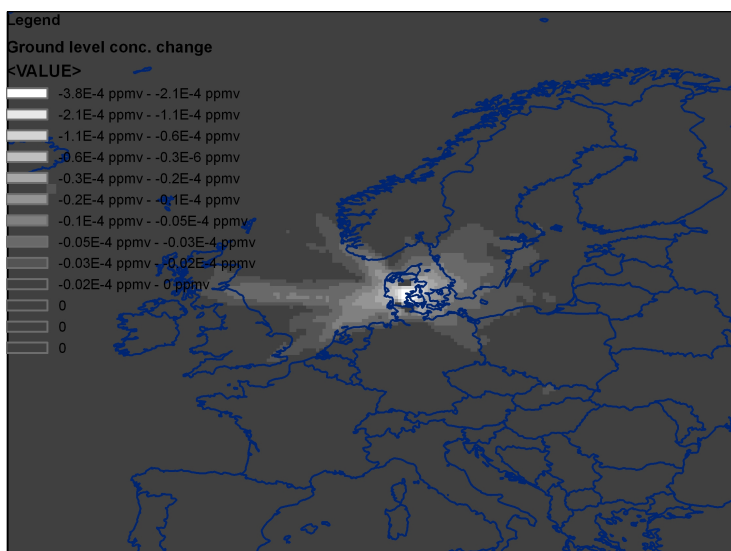 Legend
Ground level conc. change
<VALUE>
-3.8E-4 ppmv - -2.1E-4 ppmv
-2.1E-4 ppmv - -1.1E-4 ppmv
-1.1E-4 ppmv - -0.6E-4 ppmv
-0.6E-4 ppmv - -0.3E-6 ppmv
-0.3E-4 ppmv - -0.2E-4 ppmv
-0.2E-4 ppmv - -0.1E-4 ppmv
-0.1E-4 ppmv - -0.05E-4 ppmv
-0.05E-4 ppmv - -0.03E-4 ppmv
-0.03E-4 ppmv - -0.02E-4 ppmv
-0.02E-4 ppmv - 0 ppmv
0
0
0